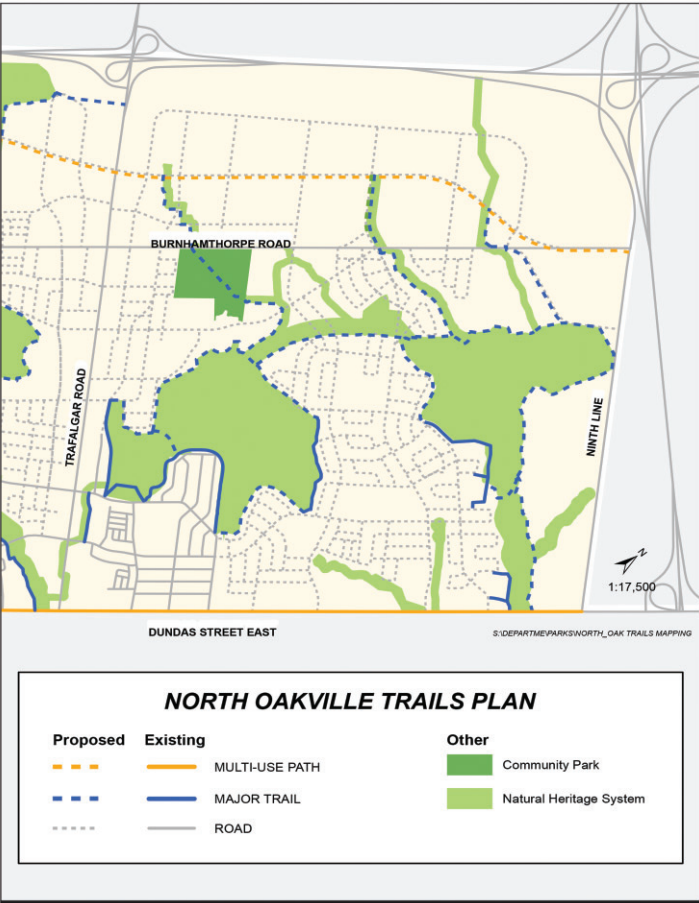 BURNHAMTHORPE ROAD
TRAFALGAR ROAD
NINTH LINE
N
1:17,500
DUNDAS STREET EAST
S:\DEPARTME\PARKS\NORTH_OAK TRAILS MAPPING
NORTH OAKVILLE TRAILS PLAN
Proposed Existing Other
MULTI-USE PATH Community Park
MAJOR TRAIL Natural Heritage System
ROAD